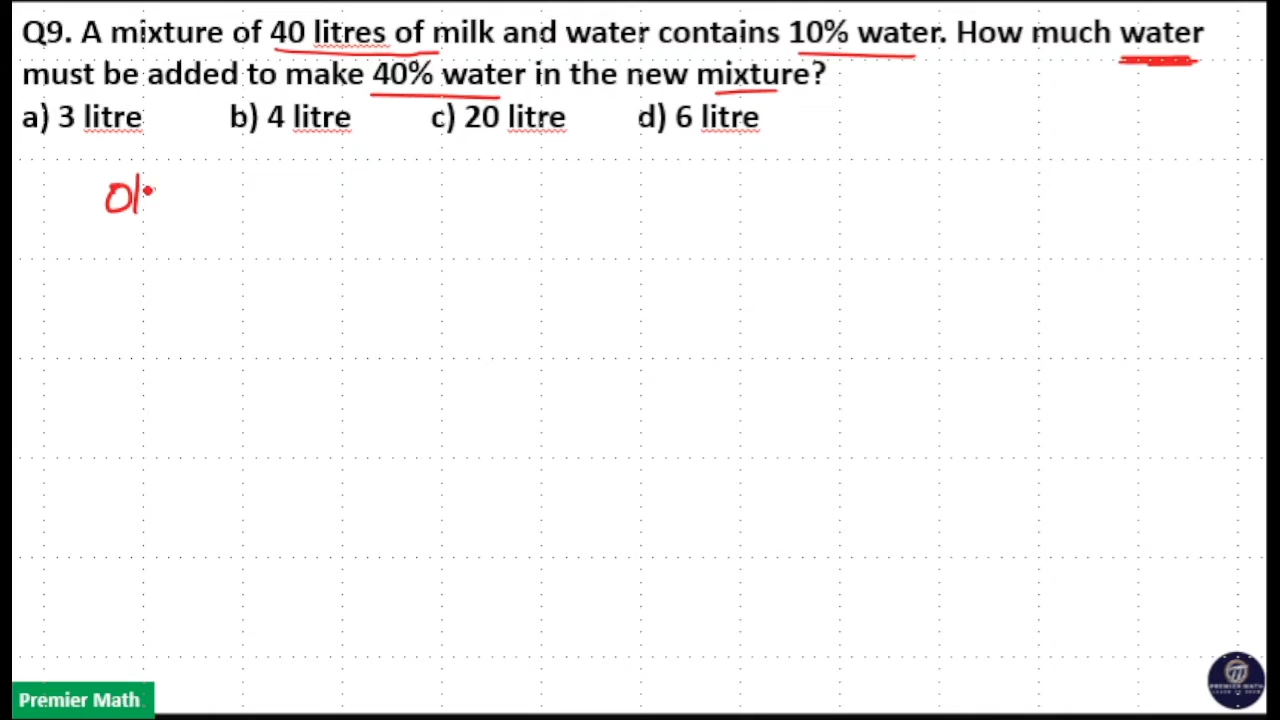 Q9. A mixture of 40 litres of milk and water contains 10% water. How much water
must be added to make 40% water in the new mixture?
a) 3 litre b) 4 litre c) 20 litre d) 6 litre
Premier Math